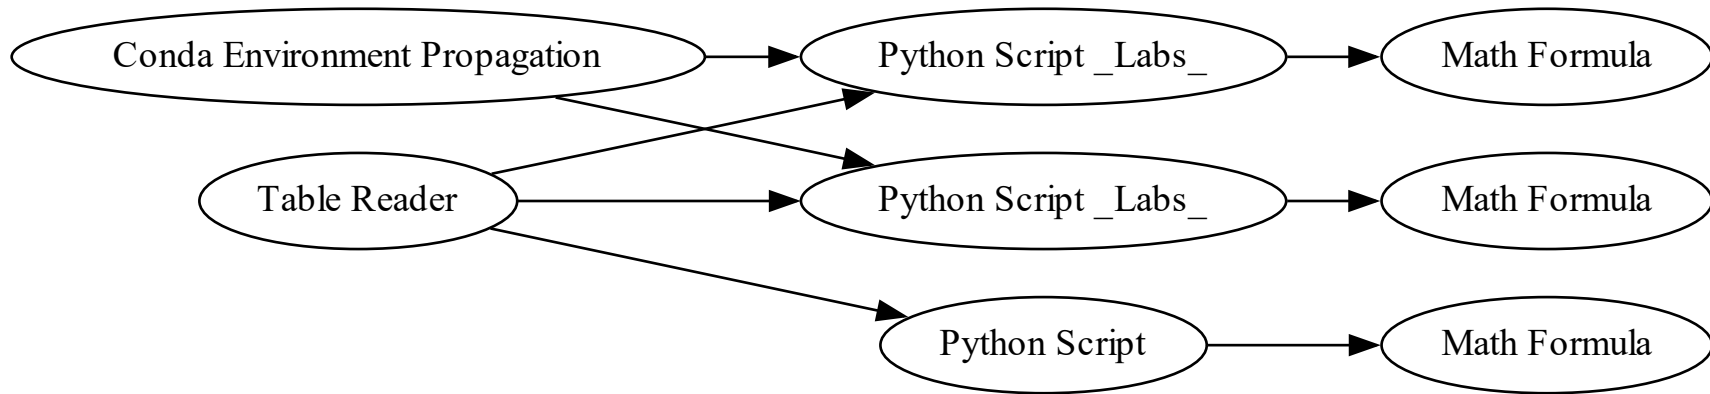 Conda Environment Propagation
Python Script _Labs_
Math Formula
Table Reader
Python Script _Labs_
Math Formula
Python Script
Math Formula